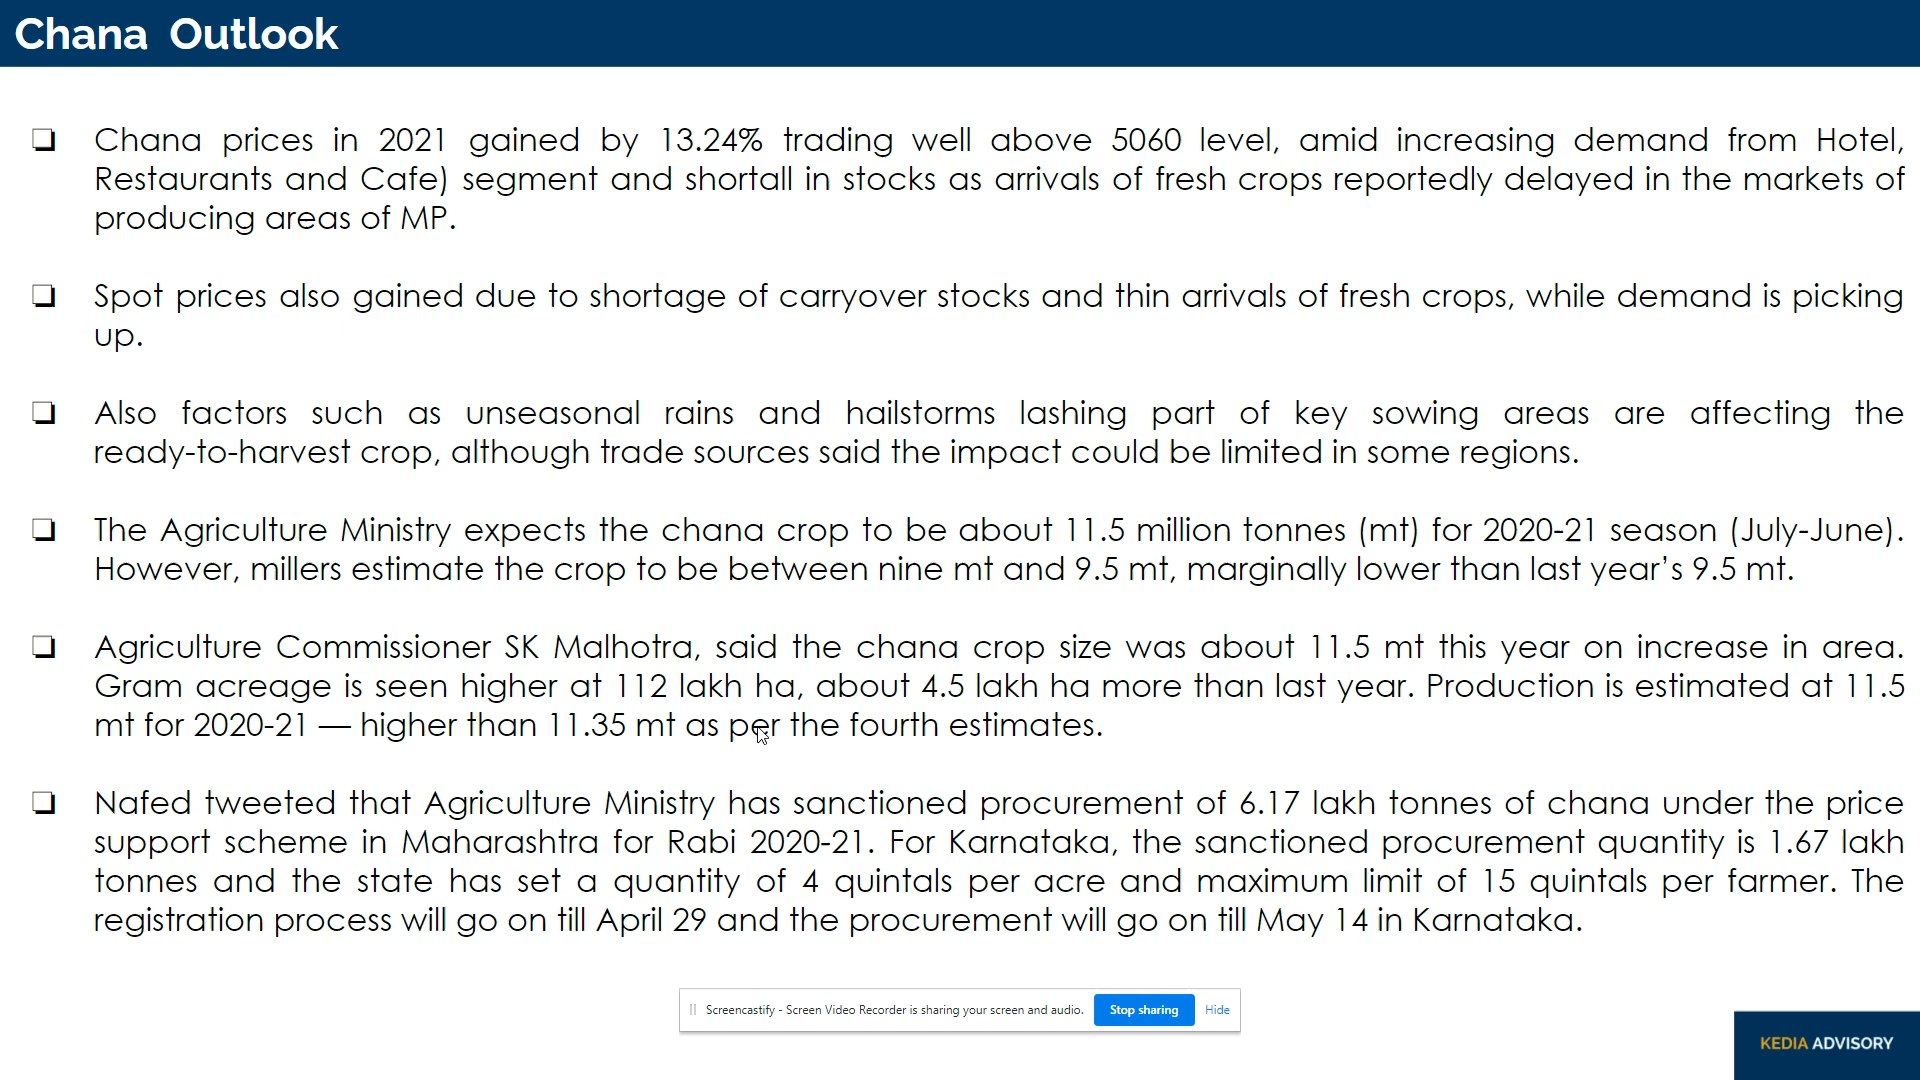 Chana Outlook
❑ Chana prices in 2021 gained by 13.24% trading well above 5060 level, amid increasing demand from Hotel,
Restaurants and Cafe) segment and shortall in stocks as arrivals of fresh crops reportedly delayed in the markets of
producing areas of MP.
❑ Spot prices also gained due to shortage of carryover stocks and thin arrivals of fresh crops, while demand is picking
up.
❑ Also factors such as unseasonal rains and hailstorms lashing part of key sowing areas are affecting the
ready-to-harvest crop, although trade sources said the impact could be limited in some regions.
❑ The Agriculture Ministry expects the chana crop to be about 11.5 million tonnes (mt) for 2020-21 season (July-June).
However, millers estimate the crop to be between nine mt and 9.5 mt, marginally lower than last year’s 9.5 mt.
❑ Agriculture Commissioner SK Malhotra, said the chana crop size was about 11.5 mt this year on increase in area.
Gram acreage is seen higher at 112 lakh ha, about 4.5 lakh ha more than last year. Production is estimated at 11.5
mt for 2020-21 — higher than 11.35 mt as per the fourth estimates.
❑ Nafed tweeted that Agriculture Ministry has sanctioned procurement of 6.17 lakh tonnes of chana under the price
support scheme in Maharashtra for Rabi 2020-21. For Karnataka, the sanctioned procurement quantity is 1.67 lakh
tonnes and the state has set a quantity of 4 quintals per acre and maximum limit of 15 quintals per farmer. The
registration process will go on till April 29 and the procurement will go on till May 14 in Karnataka.
Screencastify - Screen Video Recorder is sharing your screen and audio. Stop sharing Hide
KEDIA ADVISORY